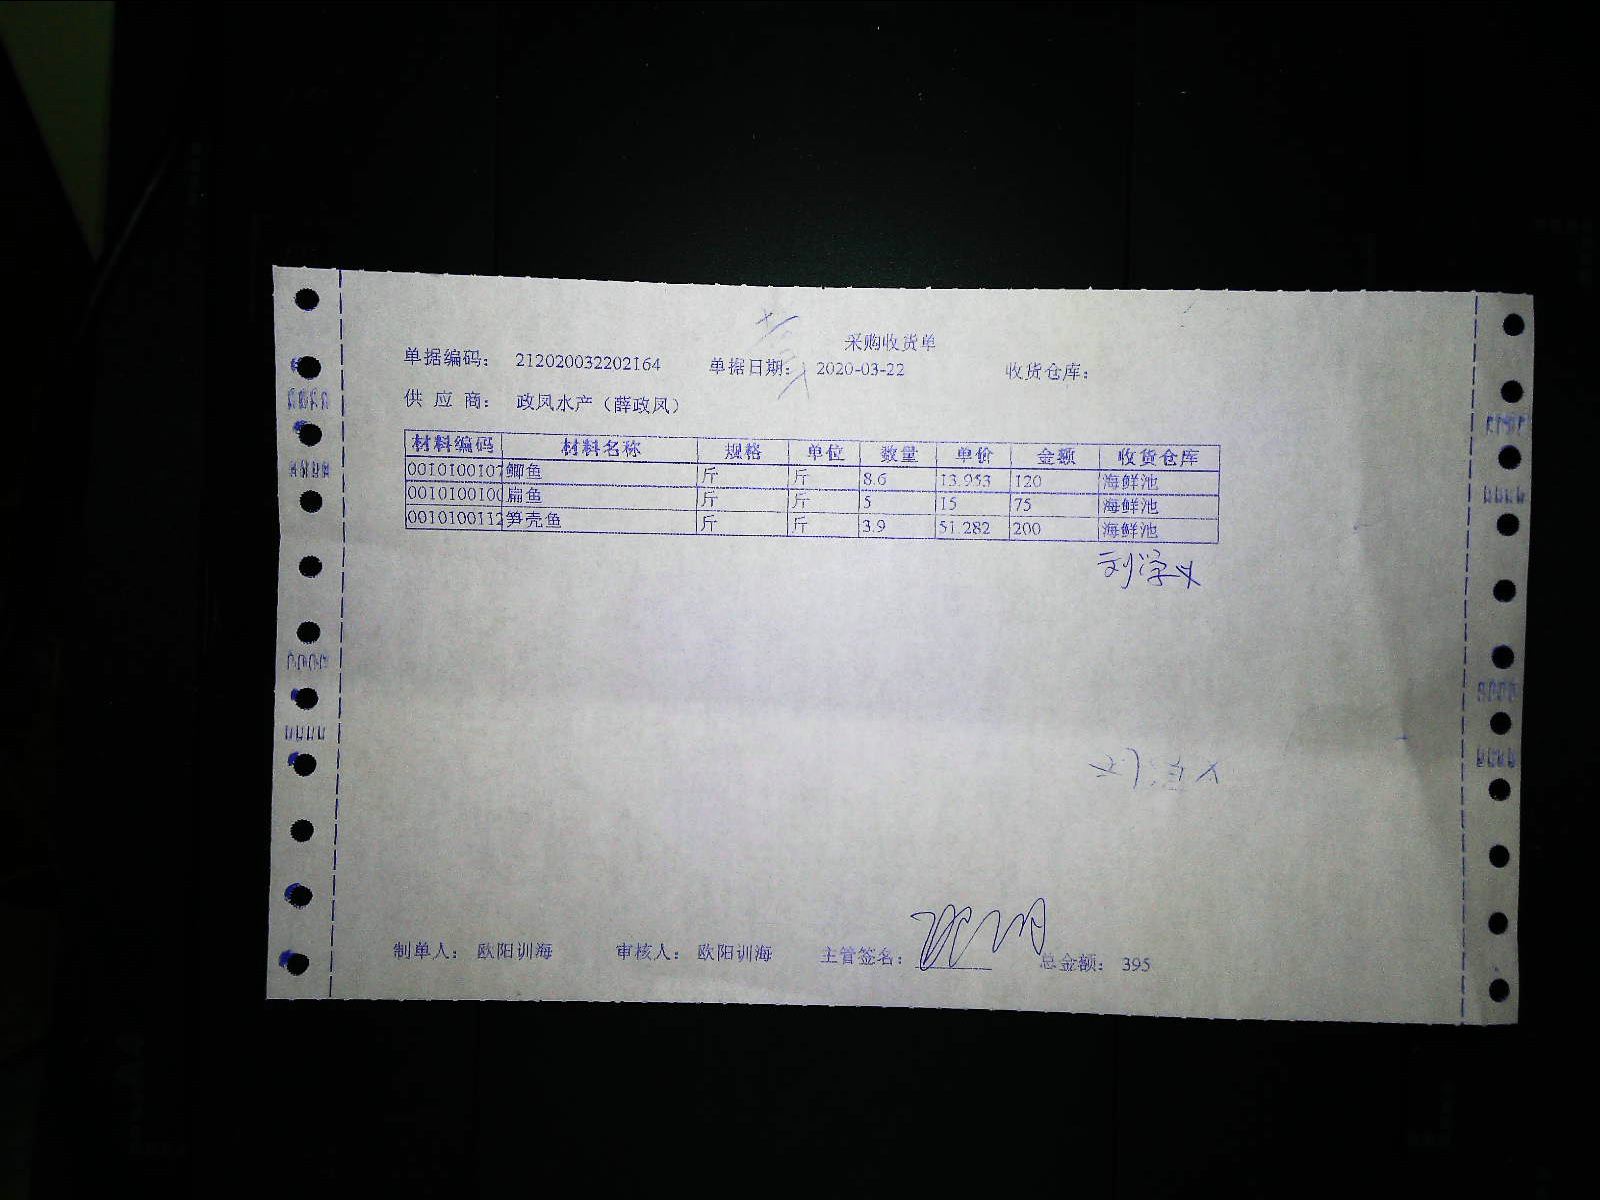 采购收货单
单据编码: 212020032202164 单据日期: 2020-03-22 收货仓库:
供 应 商: 政凤水产（薛政凤）
材料编码 材料名称 规格 单位 数量 单价 金额 收货仓库
0010100107 鲫鱼 斤 斤 8.6 13.953 120 海鲜池
001010010 扁鱼 斤 斤 5 15 75 海鲜池
0010100112 笋壳鱼 斤 斤 3.9 51.282 200 海鲜池
制单人: 欧阳训海 审核人: 欧阳训海 主管签名: 总金额: 395